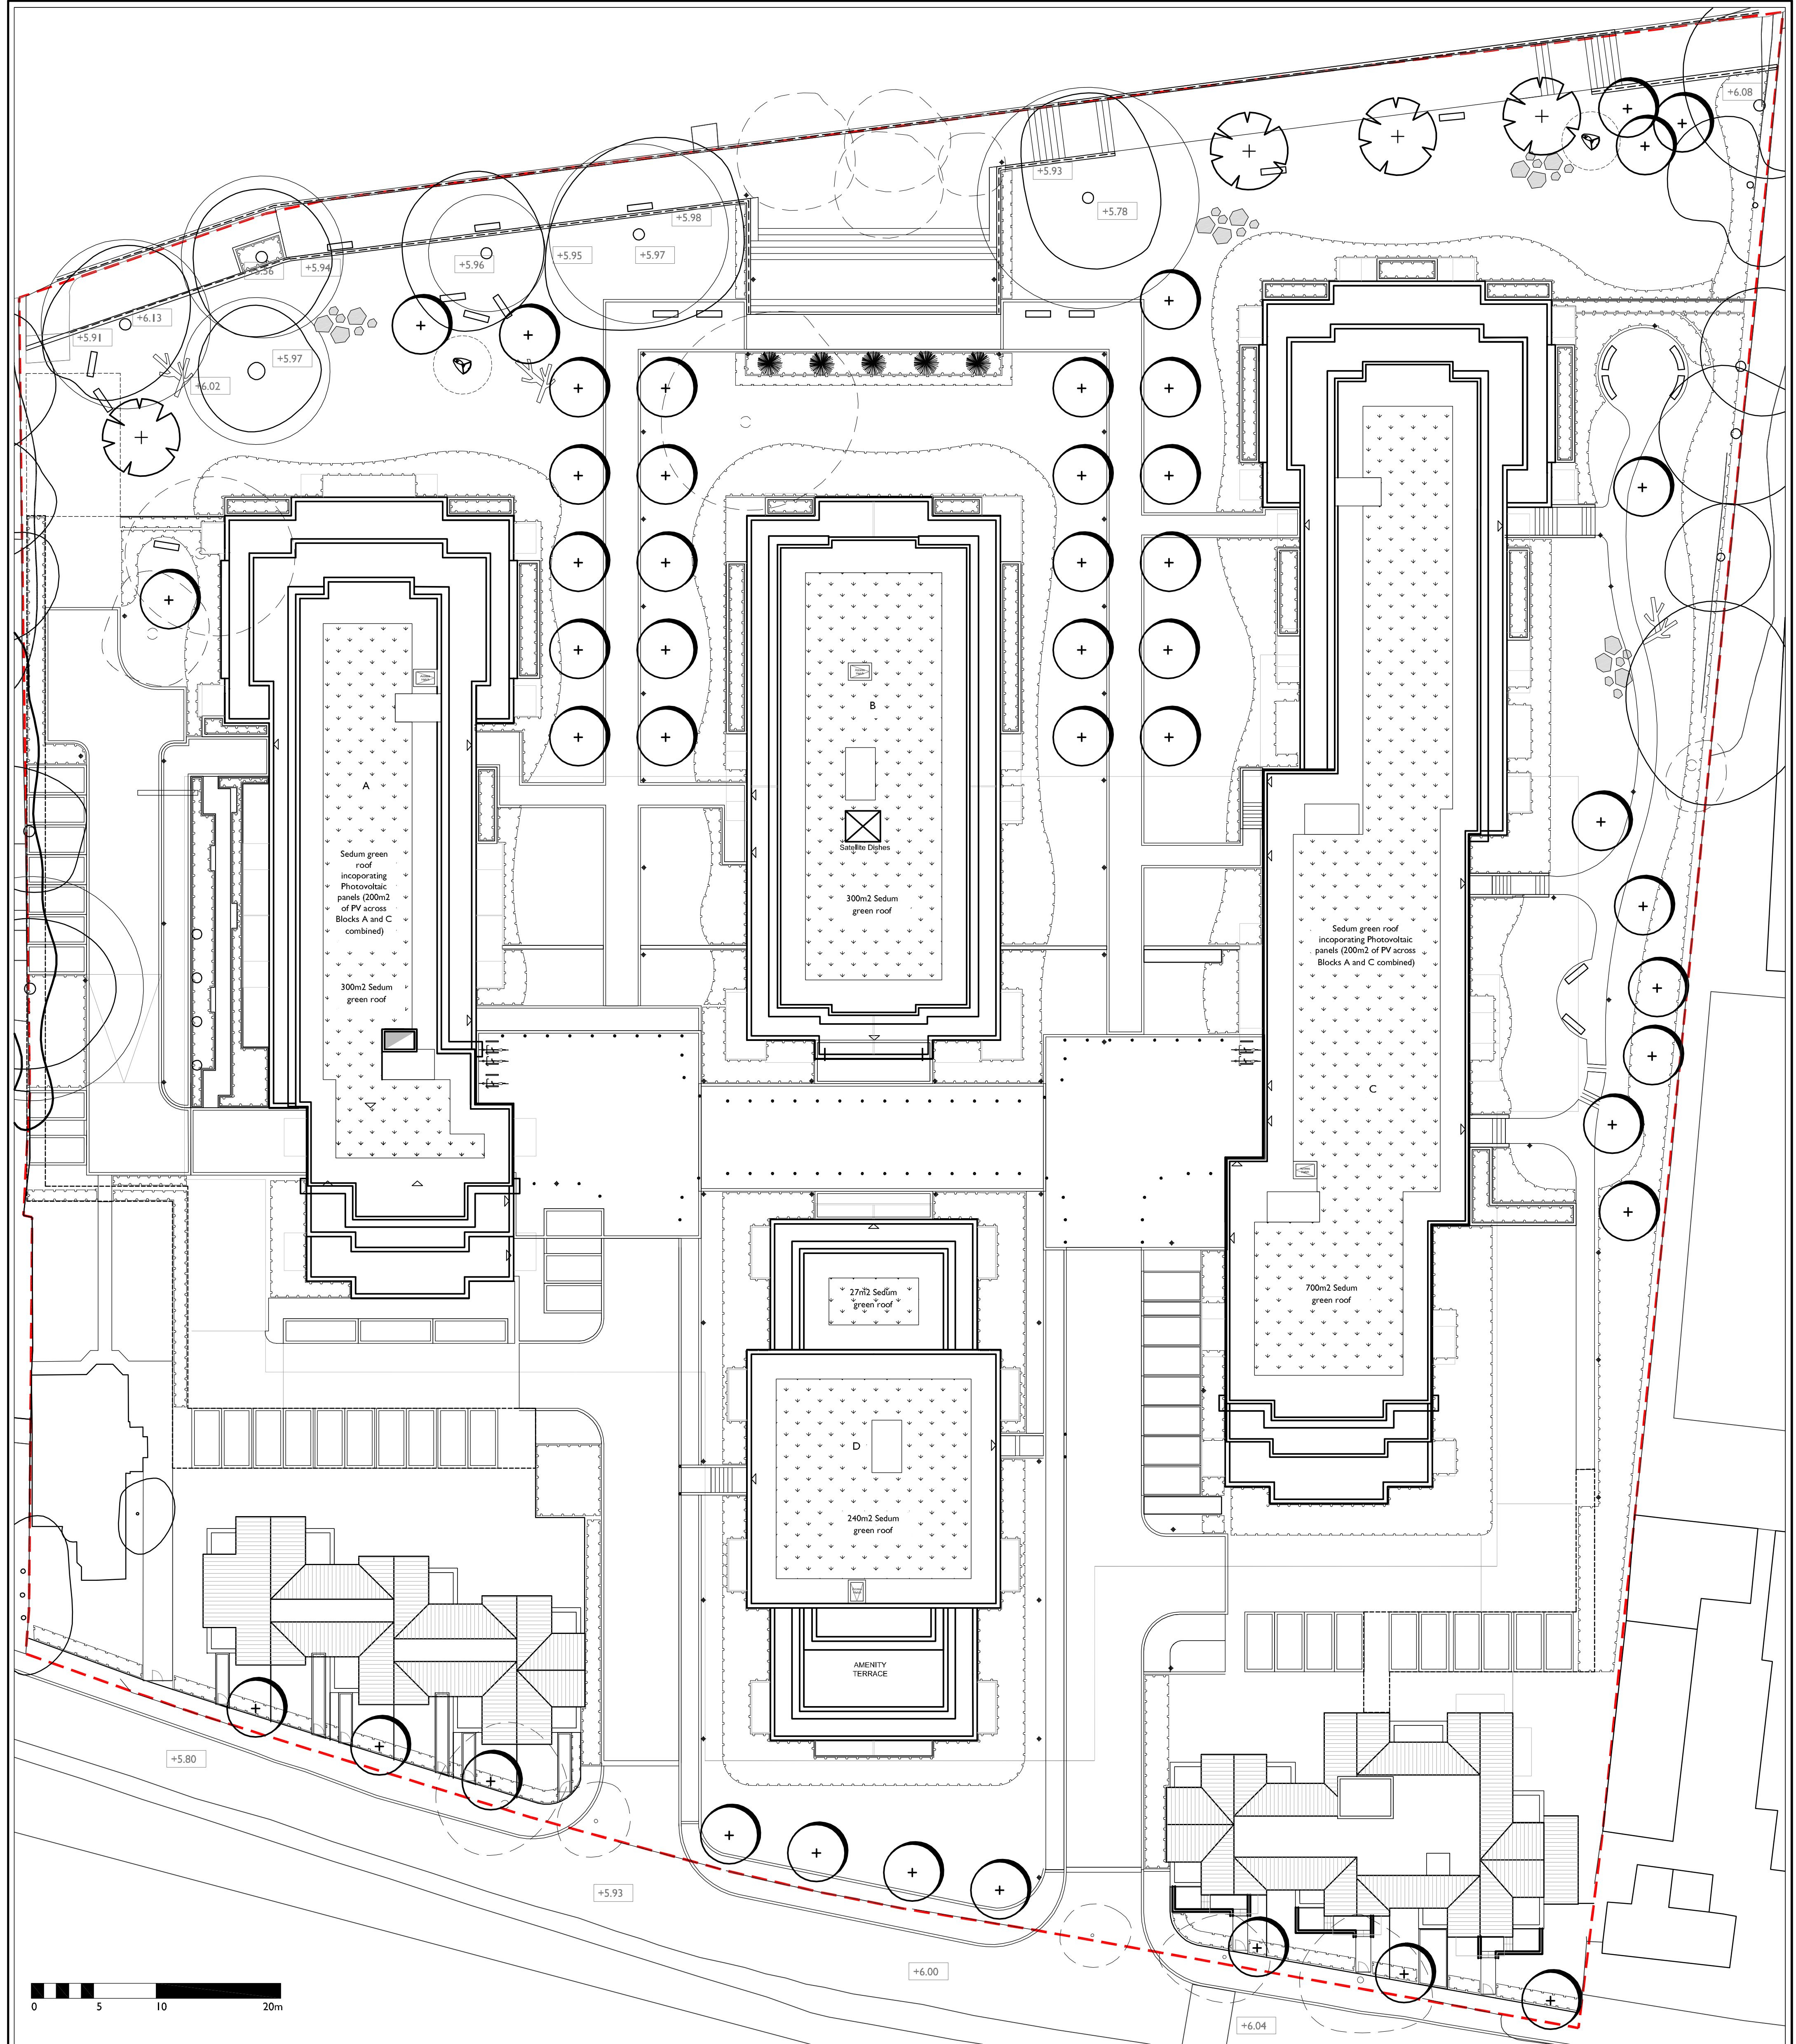 +6.08
+5.93
+5.78
+5.98
+5.97
+5.95
+5.96
+5.94
+6.13
+5.91
+5.97
+6.02
A
Sedum green
roof
incoporating
Photovoltaic
panels (200m2
of PV across
Blocks A and C
combined)
300m2 Sedum
green roof
B
Satellite Dishes
300m2 Sedum
green roof
Sedum green roof
incoporating Photovoltaic
panels (200m2 of PV across
Blocks A and C combined)
C
700m2 Sedum
green roof
27m2 Sedum
green roof
D
240m2 Sedum
green roof
AMENITY
TERRACE
+5.80
+5.93
+6.00
+6.04
0 5 10 20m